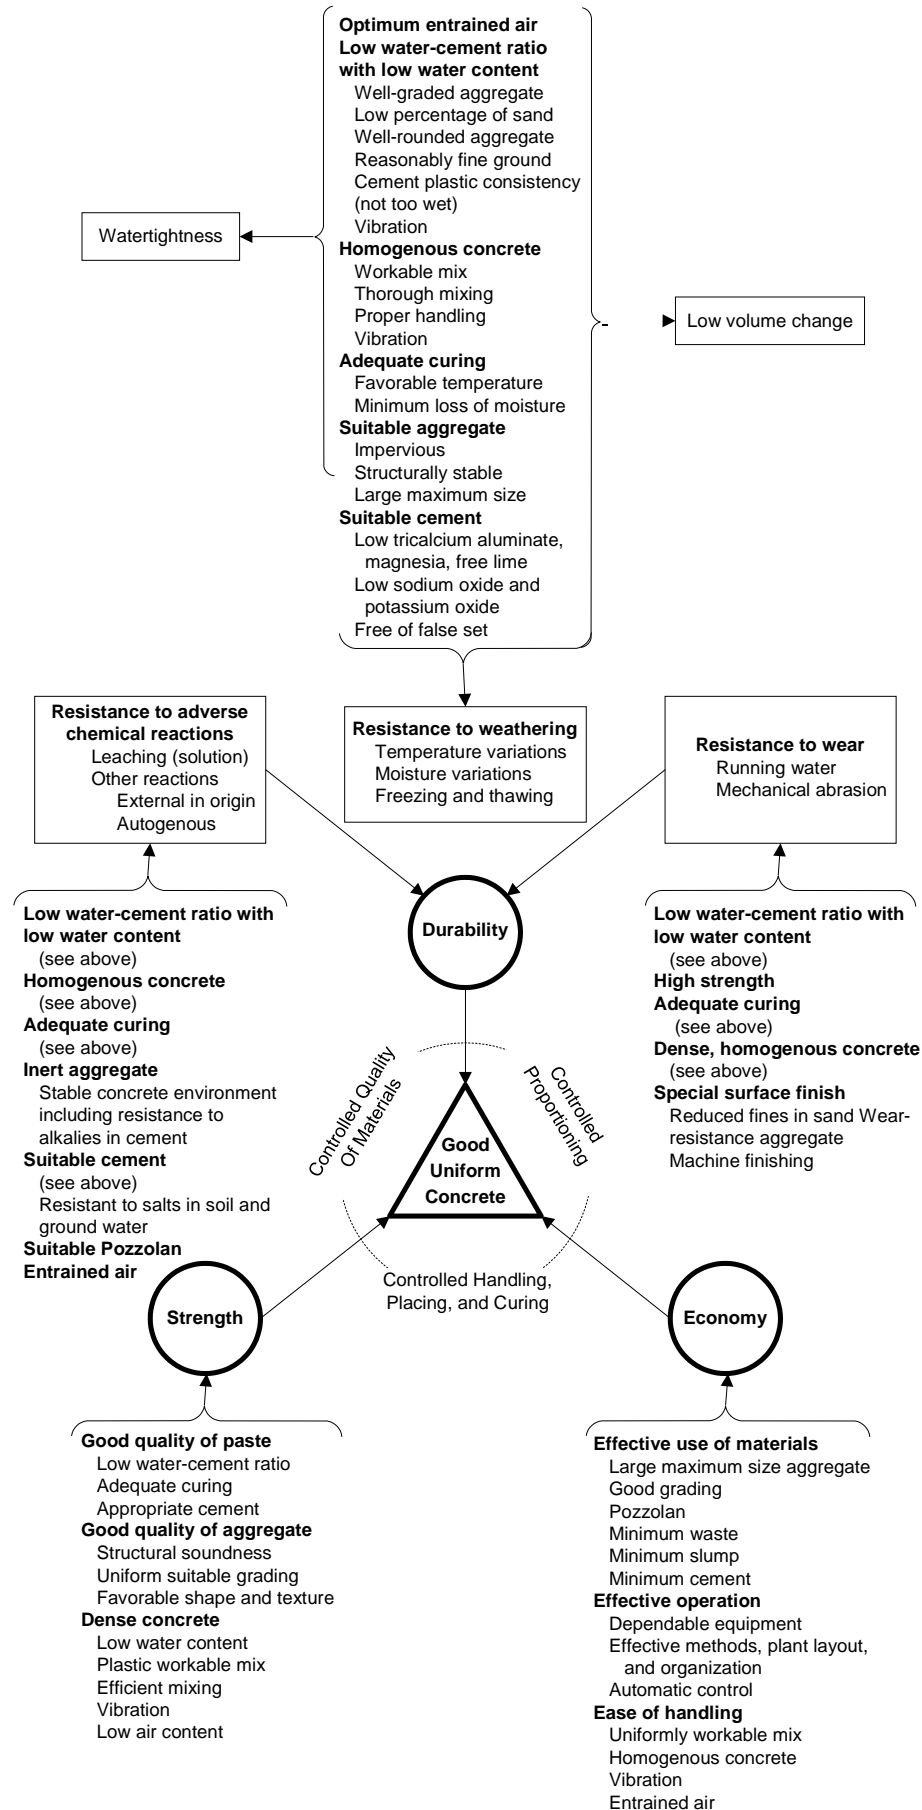 Optimum entrained air
Low water-cement ratio
with low water content
Well-graded aggregate
Low percentage of sand
Well-rounded aggregate
Reasonably fine ground
Cement plastic consistency
(not too wet)
Vibration
Homogenous concrete
Workable mix
Thorough mixing
Proper handling
Vibration
Adequate curing
Favorable temperature
Minimum loss of moisture
Suitable aggregate
Impervious
Structurally stable
Large maximum size
Suitable cement
Low tricalcium aluminate,
magnesia, free lime
Low sodium oxide and
potassium oxide
Free of false set
Watertightness
Low volume change
Resistance to adverse
chemical reactions
Leaching (solution)
Other reactions
External in origin
Autogenous
Resistance to weathering
Temperature variations
Moisture variations
Freezing and thawing
Resistance to wear
Running water
Mechanical abrasion
Low water-cement ratio with
low water content
(see above)
Homogenous concrete
(see above)
Adequate curing
(see above)
Inert aggregate
Stable concrete environment
including resistance to
alkalies in cement
Suitable cement
(see above)
Resistant to salts in soil and
ground water
Suitable Pozzolan
Entrained air
Durability
Low water-cement ratio with
low water content
(see above)
High strength
Adequate curing
(see above)
Dense, homogenous concrete
(see above)
Special surface finish
Reduced fines in sand Wear-
resistance aggregate
Machine finishing
Controlled Quality
Of Materials
Controlled
Proportioning
Good
Uniform
Concrete
Controlled Handling,
Placing, and Curing
Strength
Economy
Good quality of paste
Low water-cement ratio
Adequate curing
Appropriate cement
Good quality of aggregate
Structural soundness
Uniform suitable grading
Favorable shape and texture
Dense concrete
Low water content
Plastic workable mix
Efficient mixing
Vibration
Low air content
Effective use of materials
Large maximum size aggregate
Good grading
Pozzolan
Minimum waste
Minimum slump
Minimum cement
Effective operation
Dependable equipment
Effective methods, plant layout,
and organization
Automatic control
Ease of handling
Uniformly workable mix
Homogenous concrete
Vibration
Entrained air